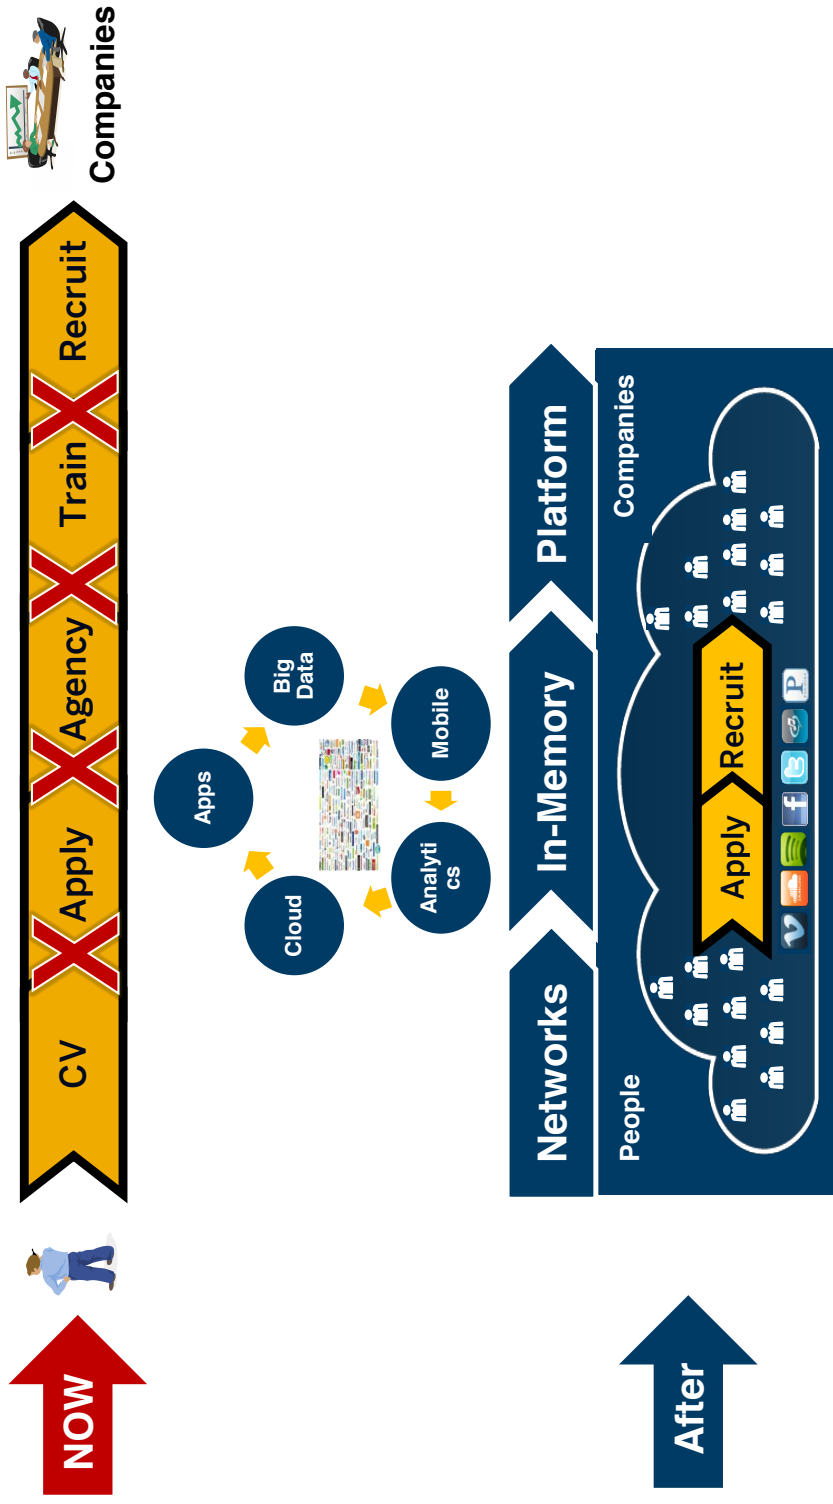 NOW
CV
Apply
Agency
Train
Recruit
Companies
Apps
Big
Data
Mobile
Analyti
cs
Cloud
After
Networks
In-Memory
Platform
People
Companies
Apply
Recruit